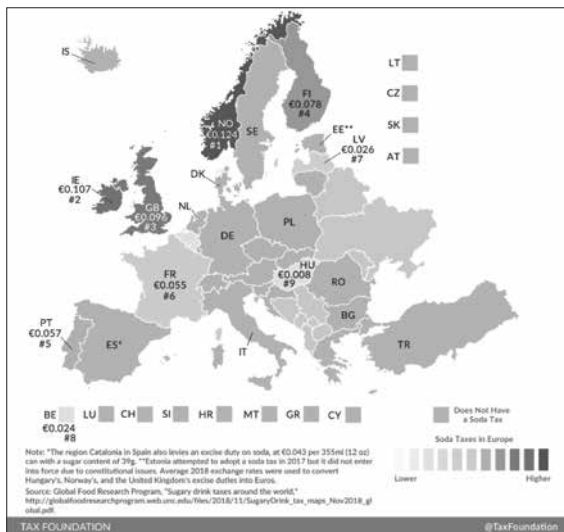 IS
LT
CZ
SK
AT
FI
€0.078
#4
NO
€0.124
#1
SE
EE**
LV
€0.026
#7
DK
IE
€0.107
#2
GB
€0.096
#3
NL
DE
PL
FR
€0.055
#6
HU
€0.008
#9
RO
BG
PT
€0.057
#5
ES*
IT
TR
BE
€0.024
#8
LU
CH
SI
HR
MT
GR
CY
Does Not Have
a Soda Tax
Soda Taxes in Europe
Lower
Higher
Note: *The region Catalonia in Spain also levies an excise duty on soda, at €0.043 per 355ml (12 oz)
can with a sugar content of 39g. **Estonia attempted to adopt a soda tax in 2017 but it did not enter
into force due to constitutional issues. Average 2018 exchange rates were used to convert
Hungary's, Norway's, and the United Kingdom's excise duties into Euros.
Source: Global Food Research Program, "Sugary drink taxes around the world,"
http://globalfoodresearchprogram.web.unc.edu/files/2018/11/SugaryDrink_tax_maps_Nov2018_gl
obal.pdf.
TAX FOUNDATION
@TaxFoundation